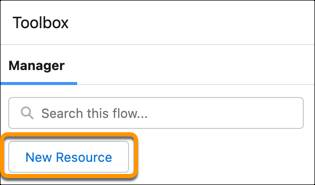 Toolbox
Manager
Search this flow...
New Resource